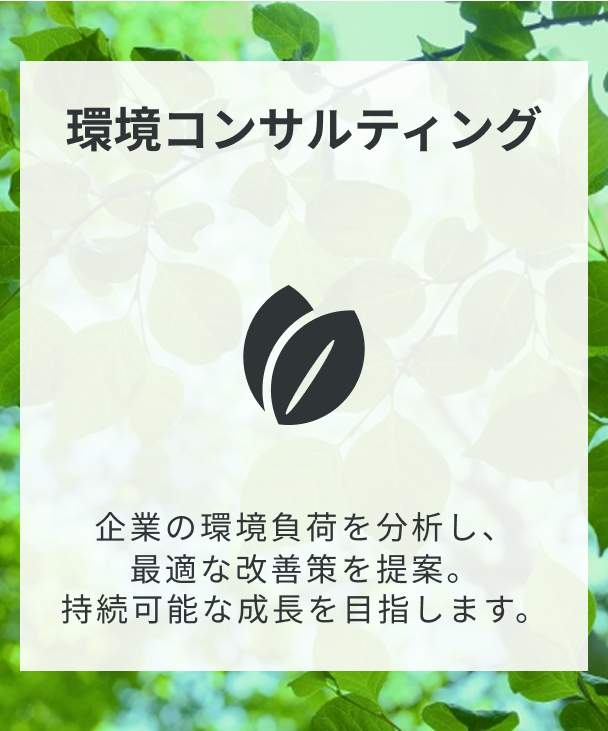 環境コンサルティング
企業の環境負荷を分析し、
最適な改善策を提案。
持続可能な成長を目指します。